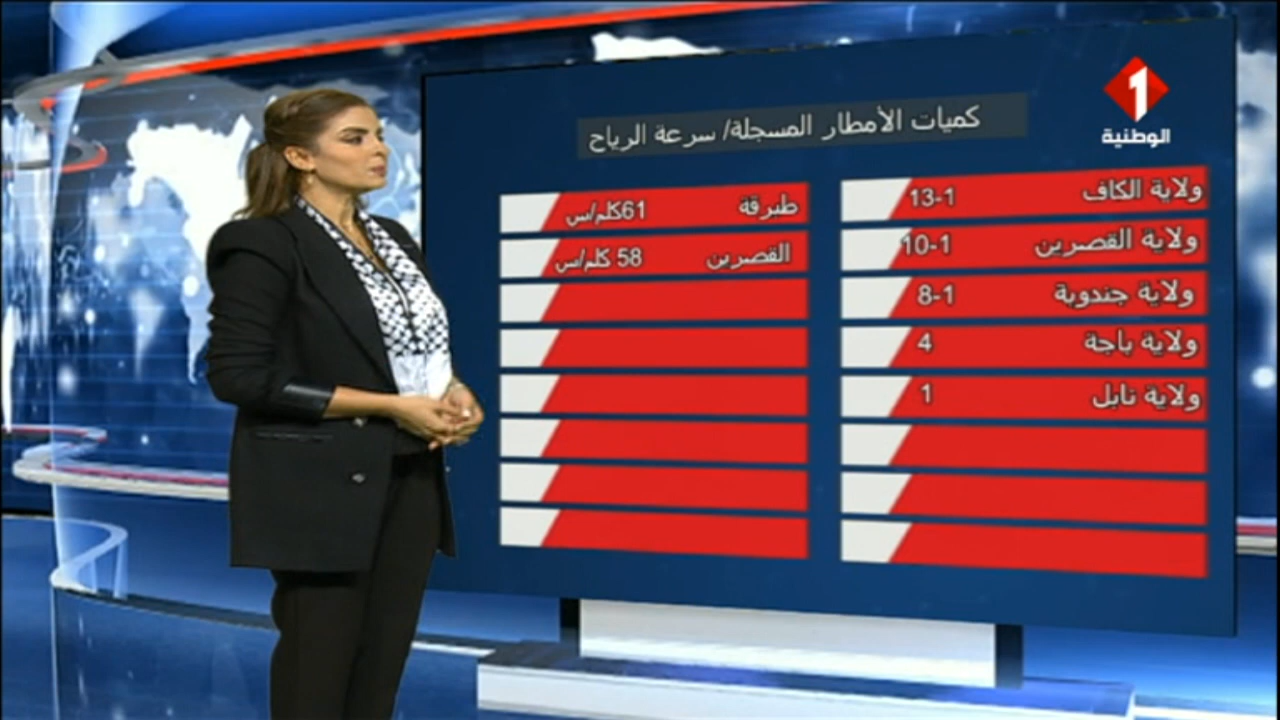 1
الوطنية
كميات الأمطار المسجلة/ سرعة الرياح
ولاية الكاف 13-1
ولاية القصرين 10-1
ولاية جندوبة 8-1
ولاية باجة 4
ولاية نابل 1
طبرقة 61كلم/س
القصرين 58 كلم/س